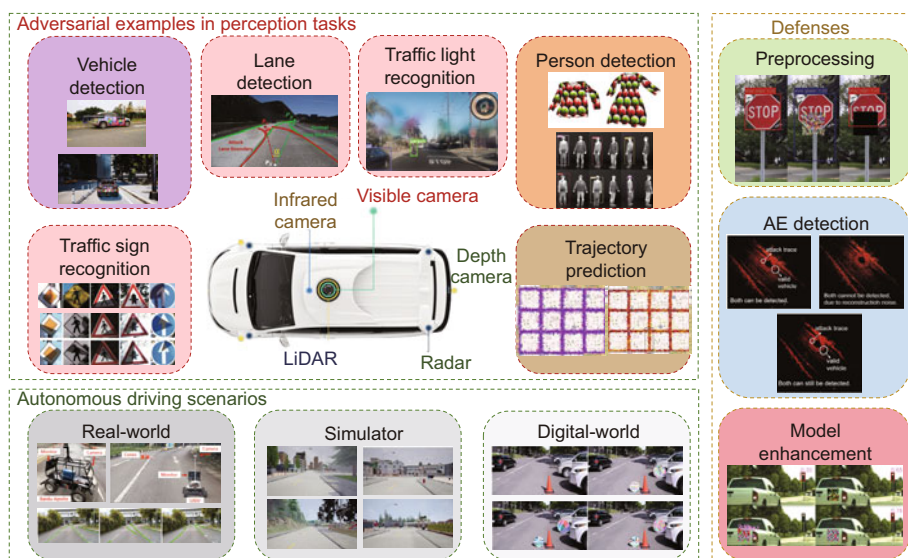 Adversarial examples in perception tasks
Vehicle
detection
Lane
detection
Attack
Lane Boundary
Traffic light
recognition
Person detection
Infrared
camera
Visible camera
Traffic sign
recognition
Depth
camera
LiDAR
Radar
Trajectory
prediction
Autonomous driving scenarios
Real-world
Simulator
Digital-world
Defenses
Preprocessing
STOP
STOP
STOP
AE detection
attack trace
valid
vehicle
Both can be detected.
Both cannot be detected,
due to reconstruction noise.
attack trace
valid
vehicle
Both can still be detected.
Model
enhancement